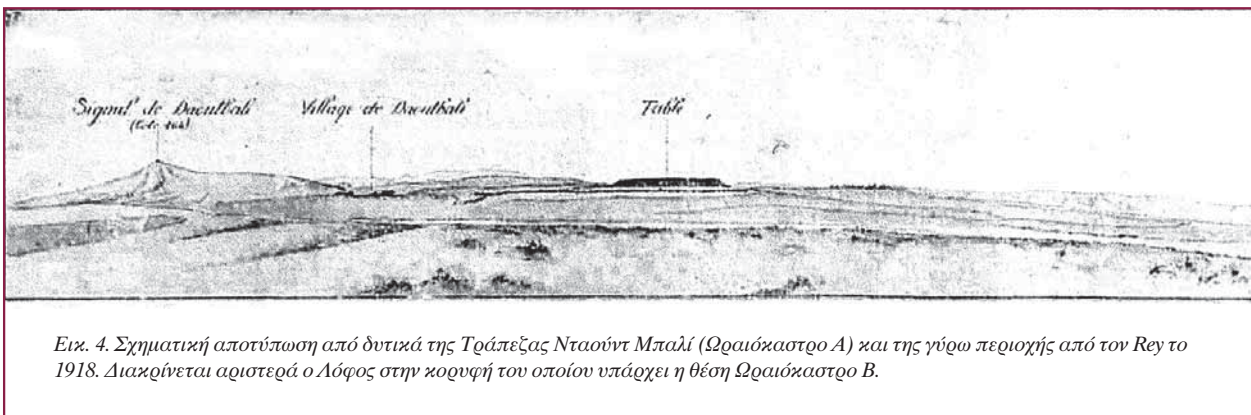 Signal de Daoutbali
Village de Daoutbali
Table
Εικ. 4. Σχηματική αποτύπωση από δυτικά της Τράπεζας Νταούντ Μπαλί (Ωραιόκαστρο Α) και της γύρω περιοχής από τον Rey το
1918. Διακρίνεται αριστερά ο Λόφος στην κορυφή του οποίου υπάρχει η θέση Ωραιόκαστρο Β.